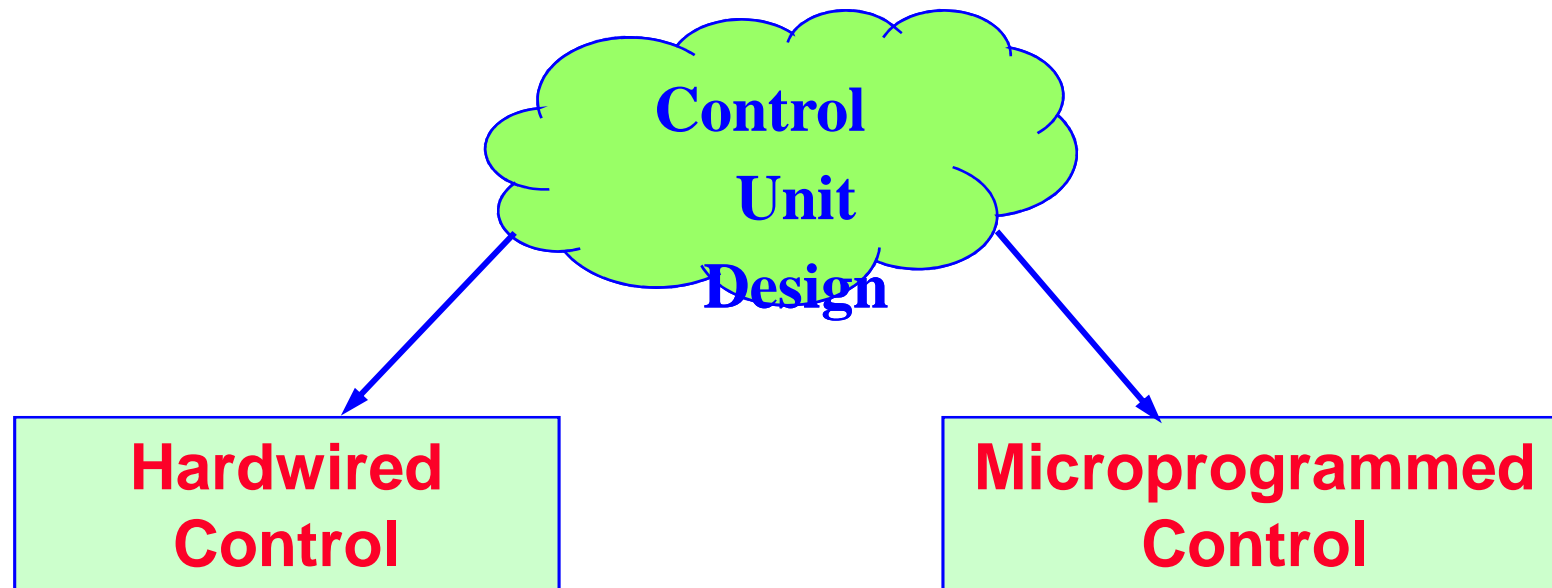 Control
Unit
Design
Hardwired
Control
Microprogrammed
Control